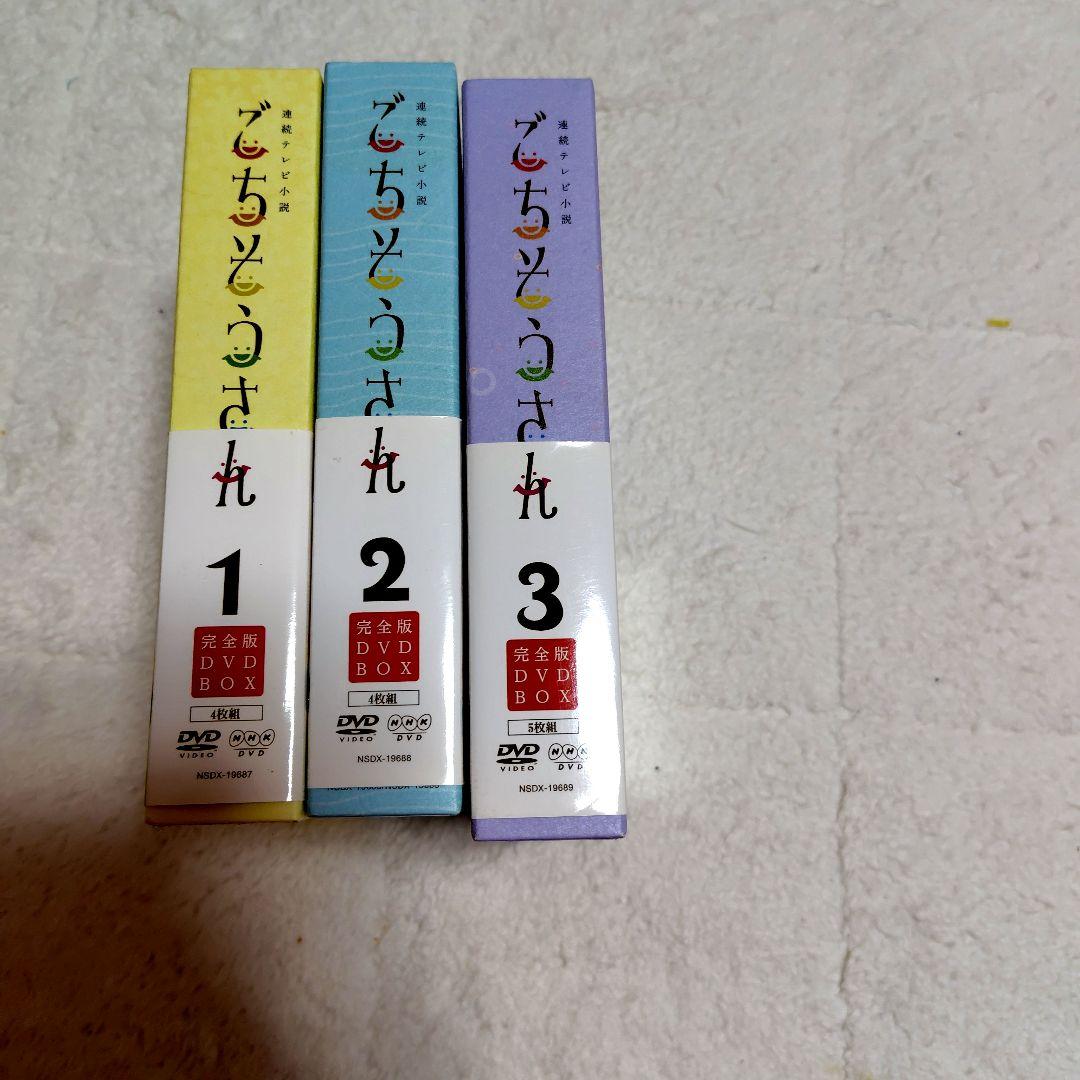 連続テレビ小説
ごちそうさん
1
完全版
DVD
BOX
4枚組
DVD
VIDEO
NHK
DVD
NSDX-19687
連続テレビ小説
ごちそうさん
2
完全版
DVD
BOX
4枚組
DVD
VIDEO
NHK
DVD
NSDX-19688
連続テレビ小説
ごちそうさん
3
完全版
DVD
BOX
5枚組
DVD
VIDEO
NHK
DVD
NSDX-19689